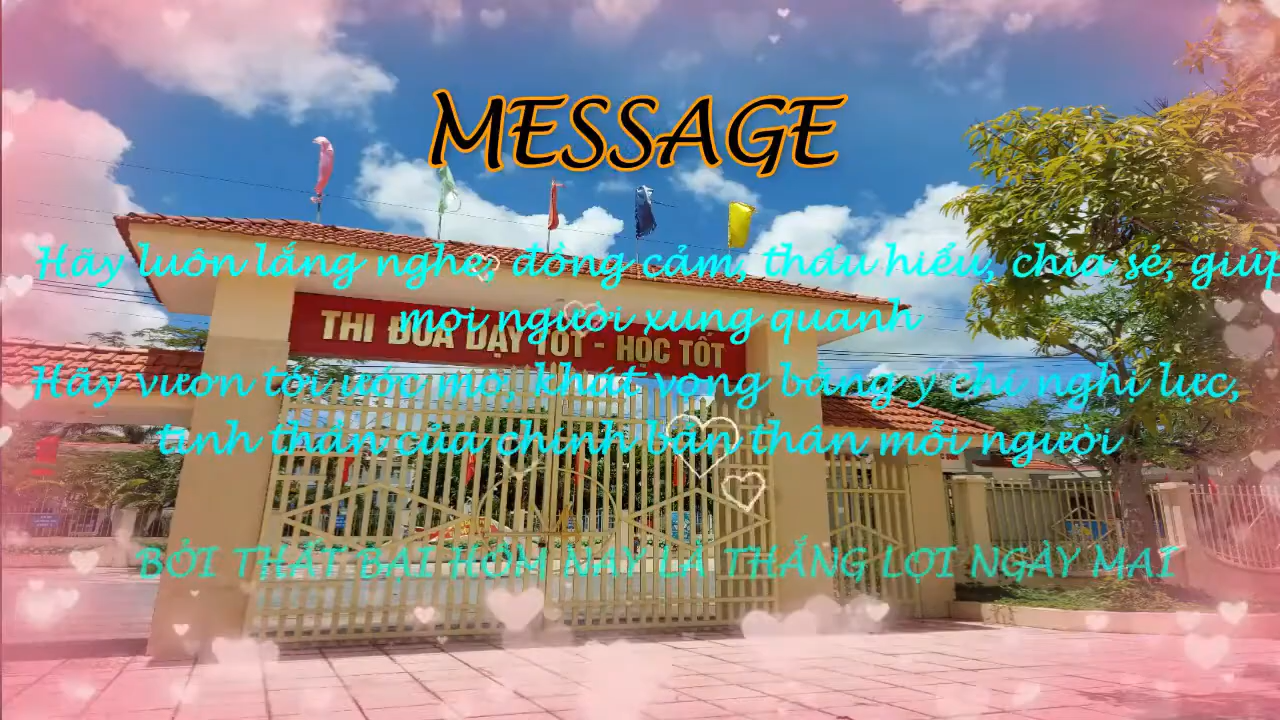 MESSAGE
Hãy luôn lắng nghe, đồng cảm, thấu hiểu, chia sẻ, giúp
mọi người xung quanh
THI ĐUA DẠY TỐT - HỌC TỐT
Hãy vươn tới ước mơ, khát vọng bằng ý chí nghị lực,
tinh thần của chính bản thân mỗi người
BỞI THẤT BẠI HÔM NAY LÀ THẮNG LỢI NGÀY MAI